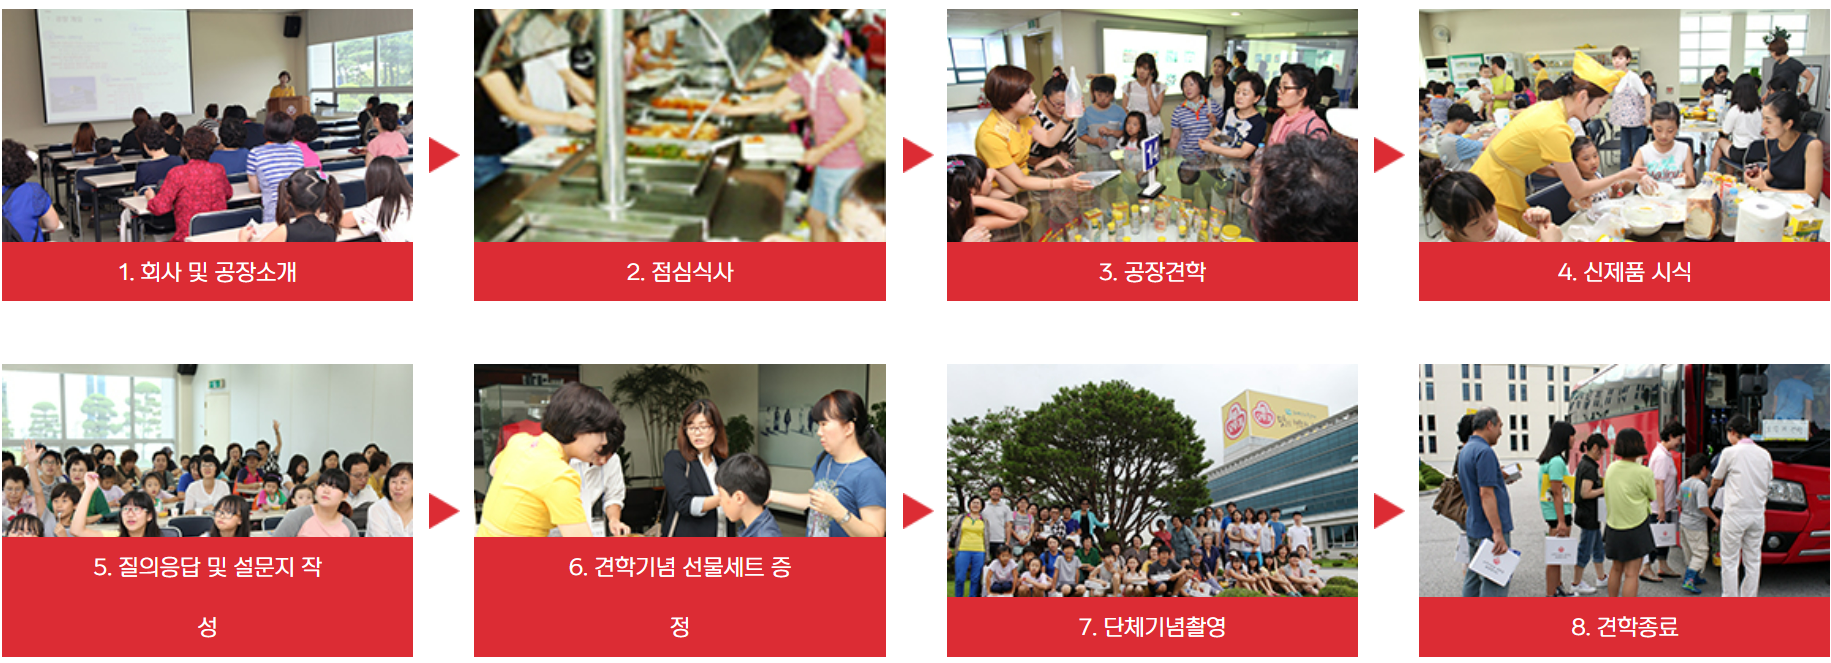 1. 회사 및 공장소개
2. 점심식사
3. 공장견학
4. 신제품 시식
5. 질의응답 및 설문지 작
성
6. 견학기념 선물세트 증
정
7. 단체기념촬영
8. 견학종료